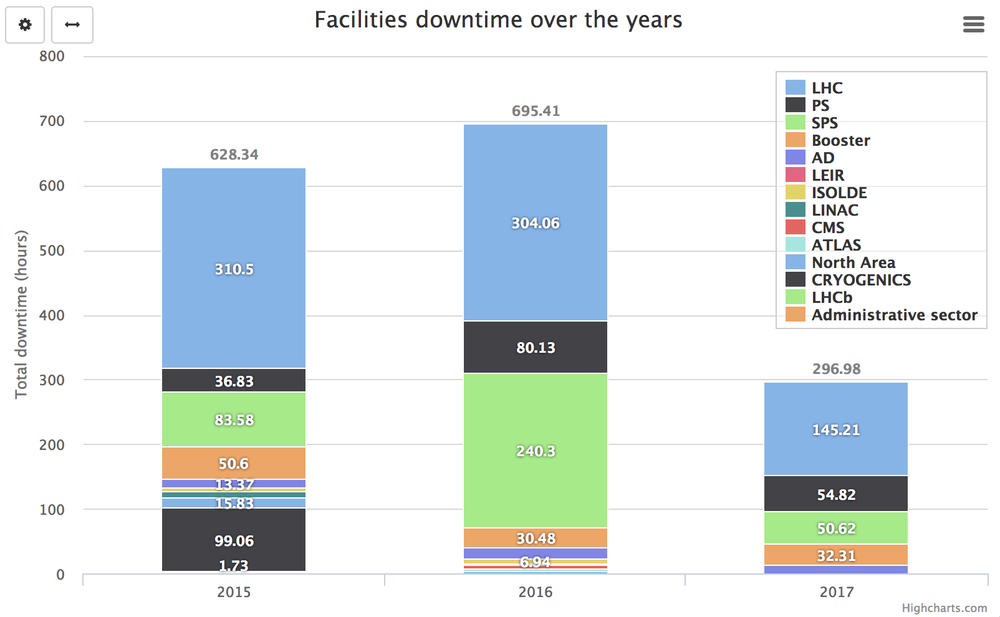 Facilities downtime over the years
Total downtime (hours)
800
700
600
500
400
300
200
100
0
628.34
310.5
36.83
83.58
50.6
13.37
15.83
99.06
1.73
695.41
304.06
80.13
240.3
30.48
6.94
296.98
145.21
54.82
50.62
32.31
LHC
PS
SPS
Booster
AD
LEIR
ISOLDE
LINAC
CMS
ATLAS
North Area
CRYOGENICS
LHCb
Administrative sector
2015
2016
2017
Highcharts.com